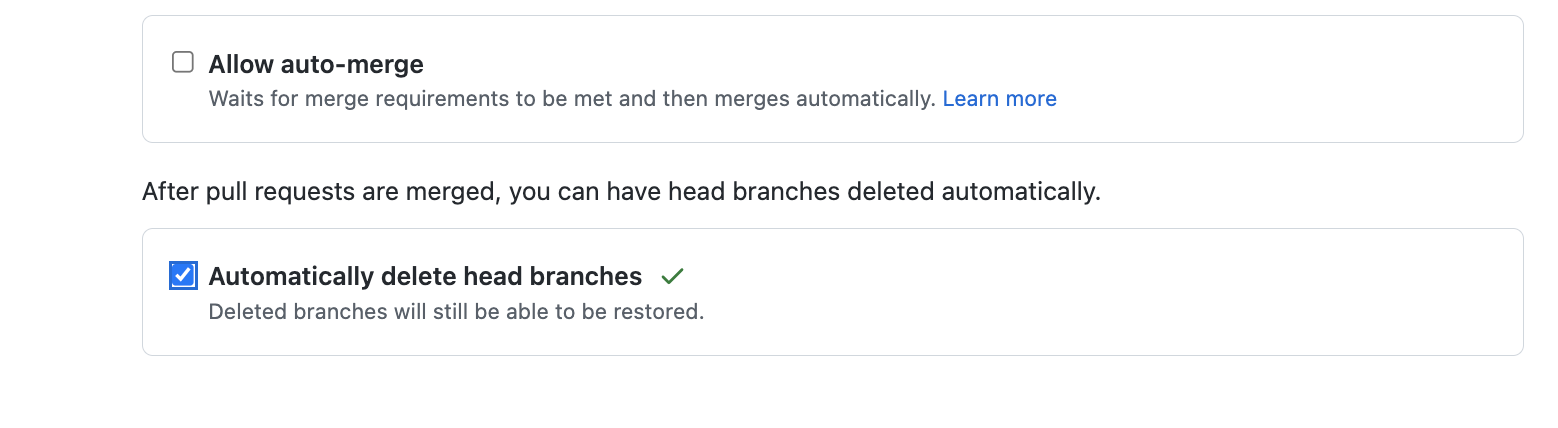 Allow auto-merge
Waits for merge requirements to be met and then merges automatically. Learn more
After pull requests are merged, you can have head branches deleted automatically.
Automatically delete head branches
Deleted branches will still be able to be restored.